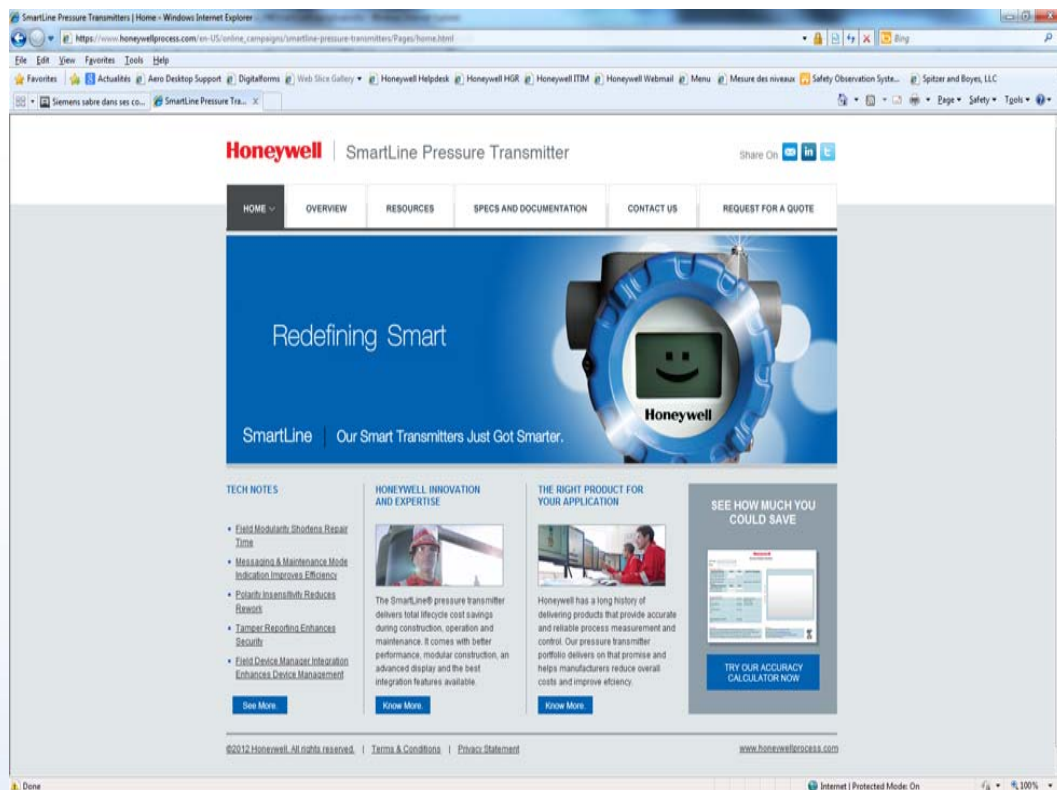 SmartLine Pressure Transmitters | Home - Windows Internet Explorer
https://www.honeywellprocess.com/en-US/online_campaigns/smartline-pressure-transmitters/Pages/home.html
Bing
File Edit View Favorites Tools Help
Favorites Actualités Aero Desktop Support Digitalforms Web Slice Gallery Honeywell Helpdesk Honeywell HGR Honeywell ITIM Honeywell Webmail Menu Mesure des niveaux Safety Observation Syste... Spitzer and Boyes, LLC
Siemens sabre dans ses co... SmartLine Pressure Tra... X
Page Safety Tools
Honeywell SmartLine Pressure Transmitter
Share On in t
HOME OVERVIEW RESOURCES SPECS AND DOCUMENTATION CONTACT US REQUEST FOR A QUOTE
Redefining Smart
Honeywell
SmartLine Our Smart Transmitters Just Got Smarter.
TECH NOTES
Field Modularity Shortens Repair
Time
Messaging & Maintenance Mode
Indication Improves Efficiency
Polarity Insensitivity Reduces
Rework
Tamper Reporting Enhances
Security
Field Device Manager Integration
Enhances Device Management
See More.
HONEYWELL INNOVATION
AND EXPERTISE
The SmartLine® pressure transmitter
delivers total lifecycle cost savings
during construction, operation and
maintenance. It comes with better
performance, modular construction, an
advanced display and the best
integration features available.
Know More.
THE RIGHT PRODUCT FOR
YOUR APPLICATION
Honeywell has a long history of
delivering products that provide accurate
and reliable process measurement and
control. Our pressure transmitter
portfolio delivers on that promise and
helps manufacturers reduce overall
costs and improve efciency.
Know More.
SEE HOW MUCH YOU
COULD SAVE
Honeywell
TRY OUR ACCURACY
CALCULATOR NOW
©2012 Honeywell. All rights reserved. | Terms & Conditions | Privacy Statement
www.honeywellprocess.com
Done
Internet | Protected Mode: On
100%